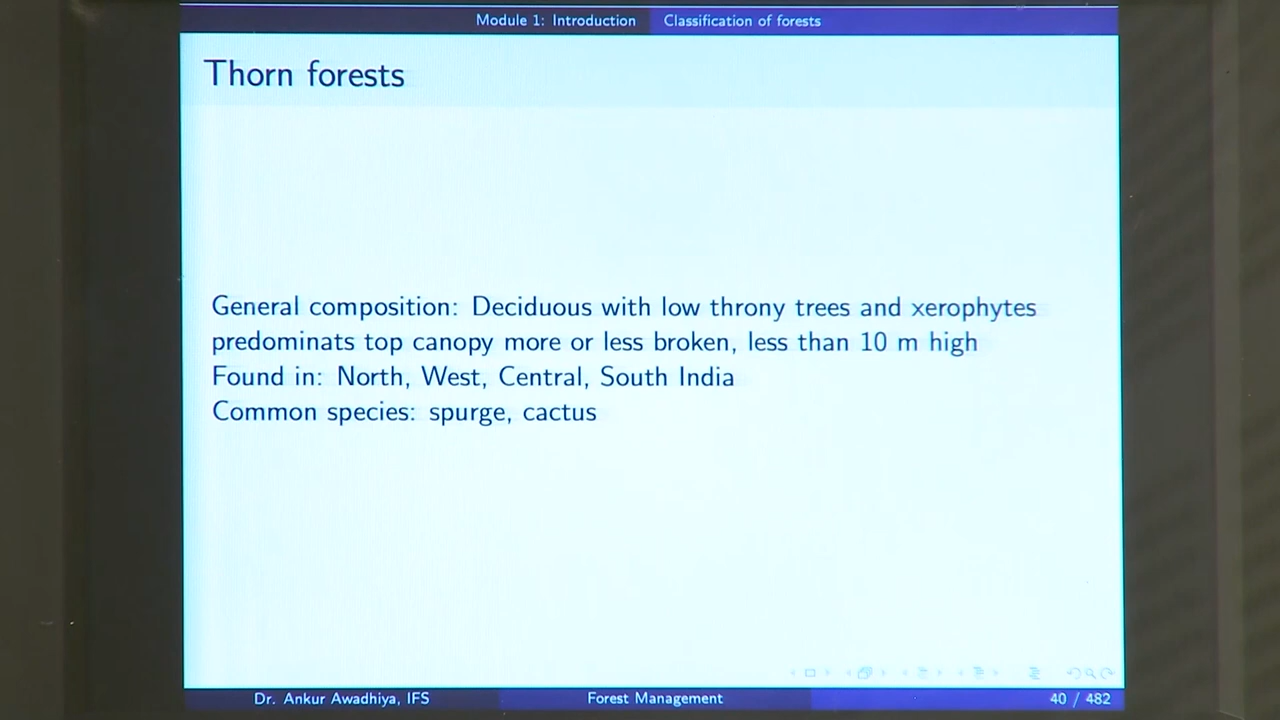 Module 1: Introduction Classification of forests
Thorn forests
General composition: Deciduous with low throny trees and xerophytes
predominats top canopy more or less broken, less than 10 m high
Found in: North, West, Central, South India
Common species: spurge, cactus
Dr. Ankur Awadhiya, IFS Forest Management 40 / 482